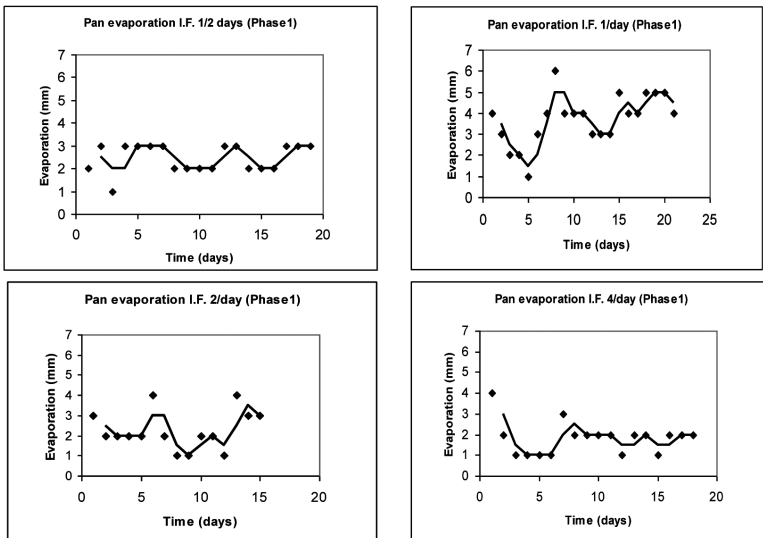 Pan evaporation I.F. 1/2 days (Phase1)
Evaporation (mm)
7
6
5
4
3
2
1
0
0 5 10 15 20
Time (days)
Pan evaporation I.F. 1/day (Phase1)
Evaporation (mm)
7
6
5
4
3
2
1
0
0 5 10 15 20 25
Time (days)
Pan evaporation I.F. 2/day (Phase1)
Evaporation (mm)
7
6
5
4
3
2
1
0
0 5 10 15 20
Time (days)
Pan evaporation I.F. 4/day (Phase1)
Evaporation (mm)
7
6
5
4
3
2
1
0
0 5 10 15 20
Time (days)